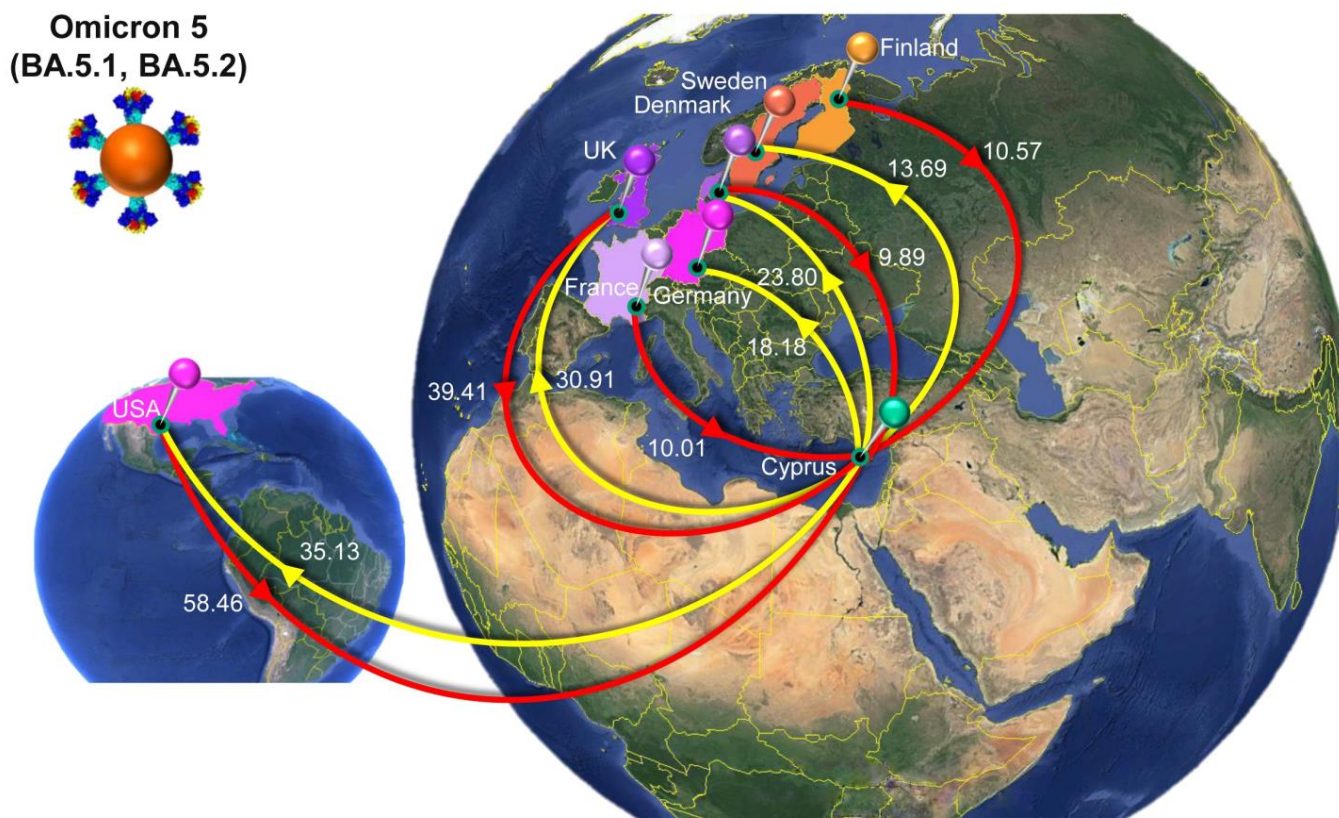 Omicron 5
(BA.5.1, BA.5.2)
Finland
Sweden
Denmark
UK
10.57
13.69
9.89
23.80
France
Germany
18.18
39.41
30.91
USA
10.01
Cyprus
35.13
58.46